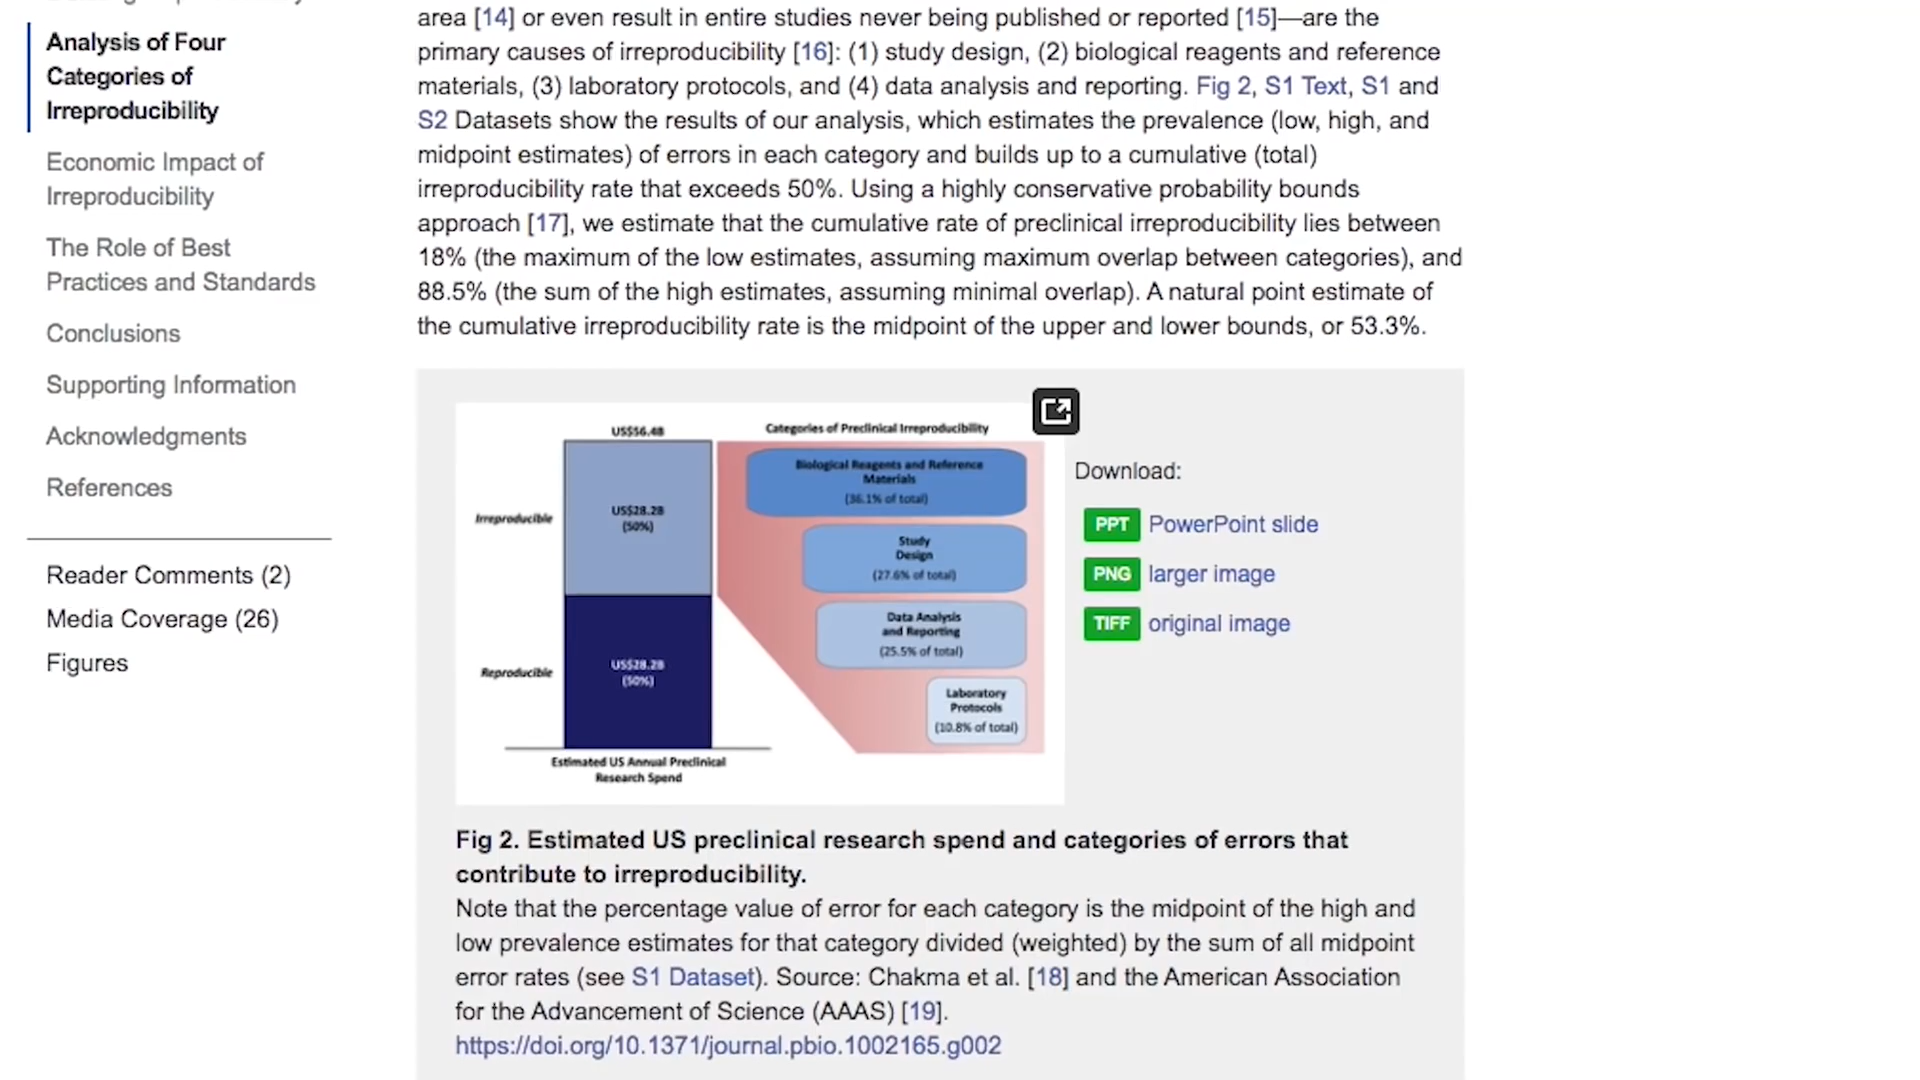 Analysis of Four
Categories of
Irreproducibility
Economic Impact of
Irreproducibility
The Role of Best
Practices and Standards
Conclusions
Supporting Information
Acknowledgments
References
Reader Comments (2)
Media Coverage (26)
Figures
area [14] or even result in entire studies never being published or reported [15]—are the
primary causes of irreproducibility [16]: (1) study design, (2) biological reagents and reference
materials, (3) laboratory protocols, and (4) data analysis and reporting. Fig 2, S1 Text, S1 and
S2 Datasets show the results of our analysis, which estimates the prevalence (low, high, and
midpoint estimates) of errors in each category and builds up to a cumulative (total)
irreproducibility rate that exceeds 50%. Using a highly conservative probability bounds
approach [17], we estimate that the cumulative rate of preclinical irreproducibility lies between
18% (the maximum of the low estimates, assuming maximum overlap between categories), and
88.5% (the sum of the high estimates, assuming minimal overlap). A natural point estimate of
the cumulative irreproducibility rate is the midpoint of the upper and lower bounds, or 53.3%.
US$56.4B
Irreproducible
US$28.2B
(50%)
Reproducible
US$28.2B
(50%)
Estimated US Annual Preclinical
Research Spend
Categories of Preclinical Irreproducibility
Biological Reagents and Reference
Materials
(36.1% of total)
Study
Design
(27.6% of total)
Data Analysis
and Reporting
(25.5% of total)
Laboratory
Protocols
(10.8% of total)
Download:
PPT PowerPoint slide
PNG larger image
TIFF original image
Fig 2. Estimated US preclinical research spend and categories of errors that
contribute to irreproducibility.
Note that the percentage value of error for each category is the midpoint of the high and
low prevalence estimates for that category divided (weighted) by the sum of all midpoint
error rates (see S1 Dataset). Source: Chakma et al. [18] and the American Association
for the Advancement of Science (AAAS) [19].
https://doi.org/10.1371/journal.pbio.1002165.g002